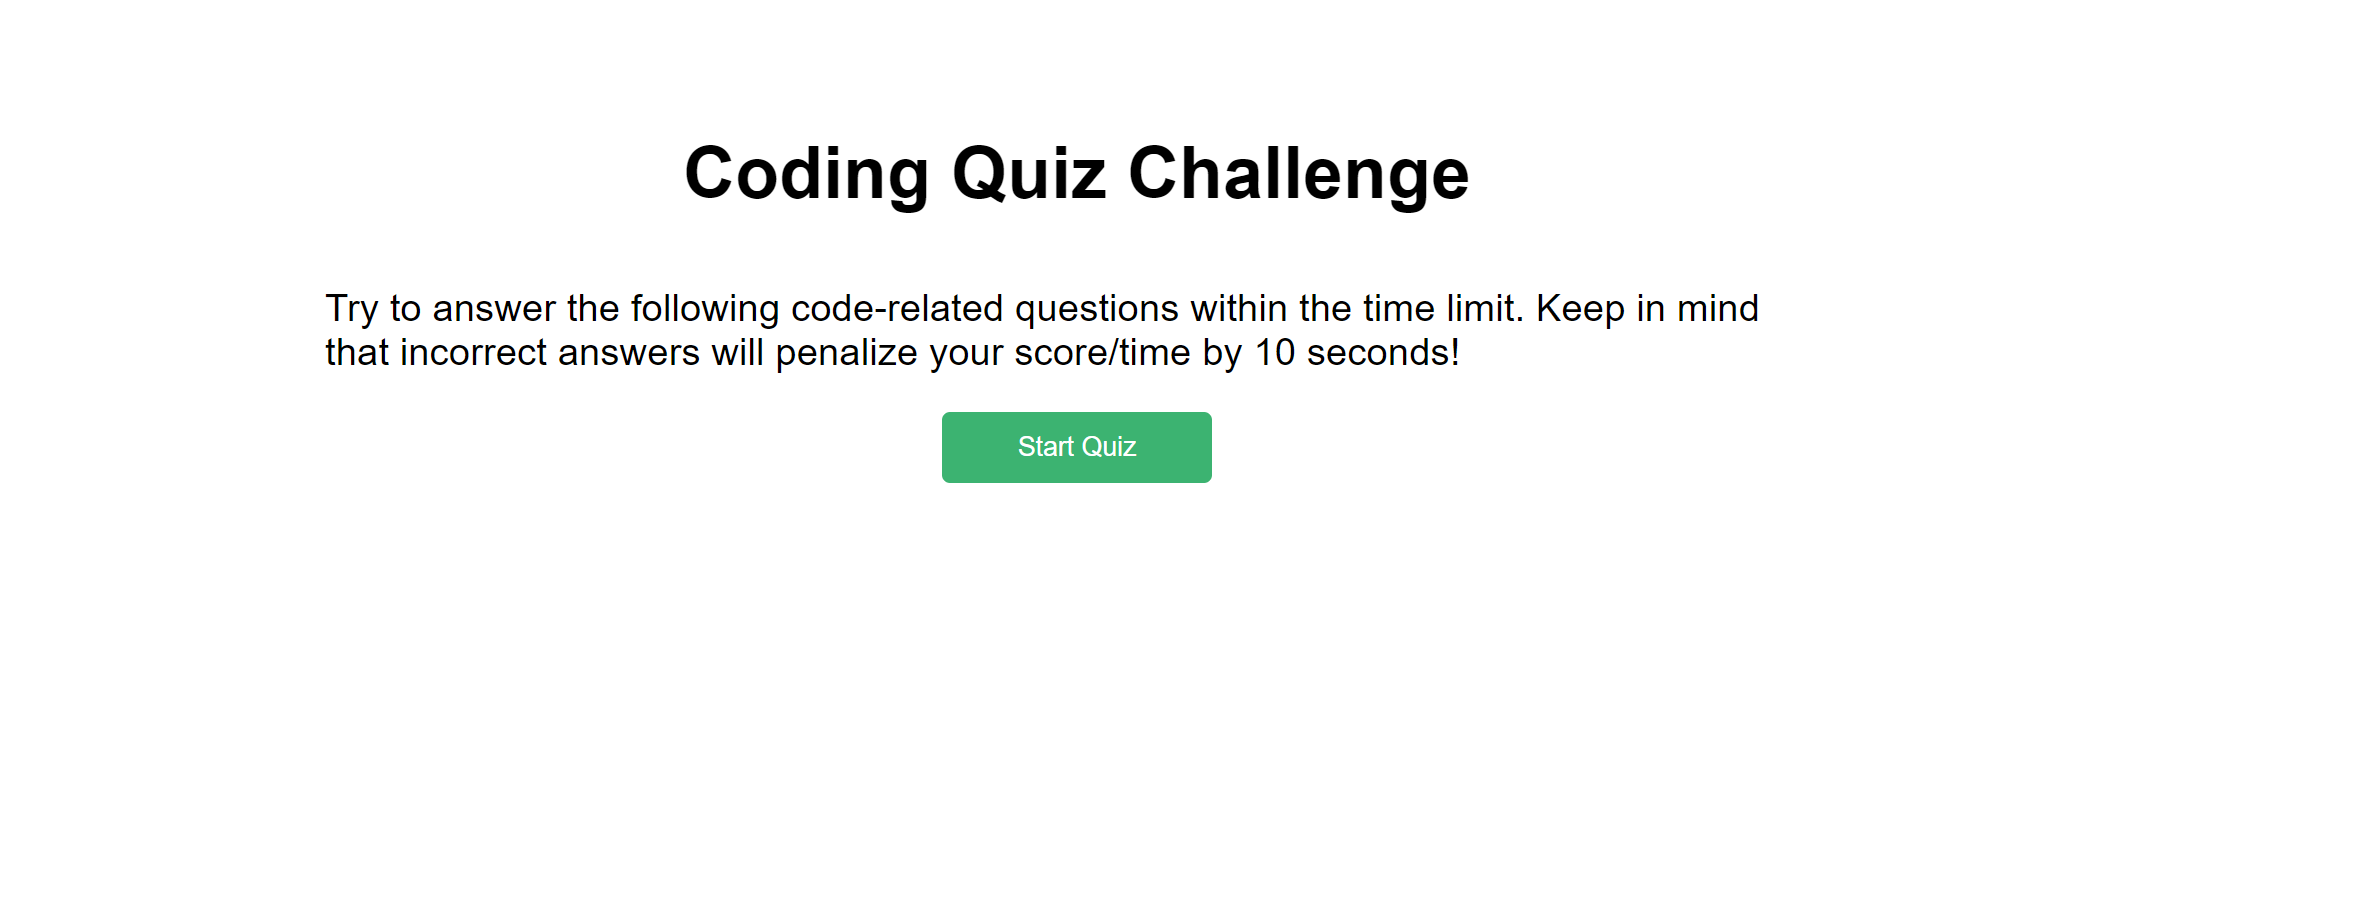 Coding Quiz Challenge
Try to answer the following code-related questions within the time limit. Keep in mind
that incorrect answers will penalize your score/time by 10 seconds!
Start Quiz